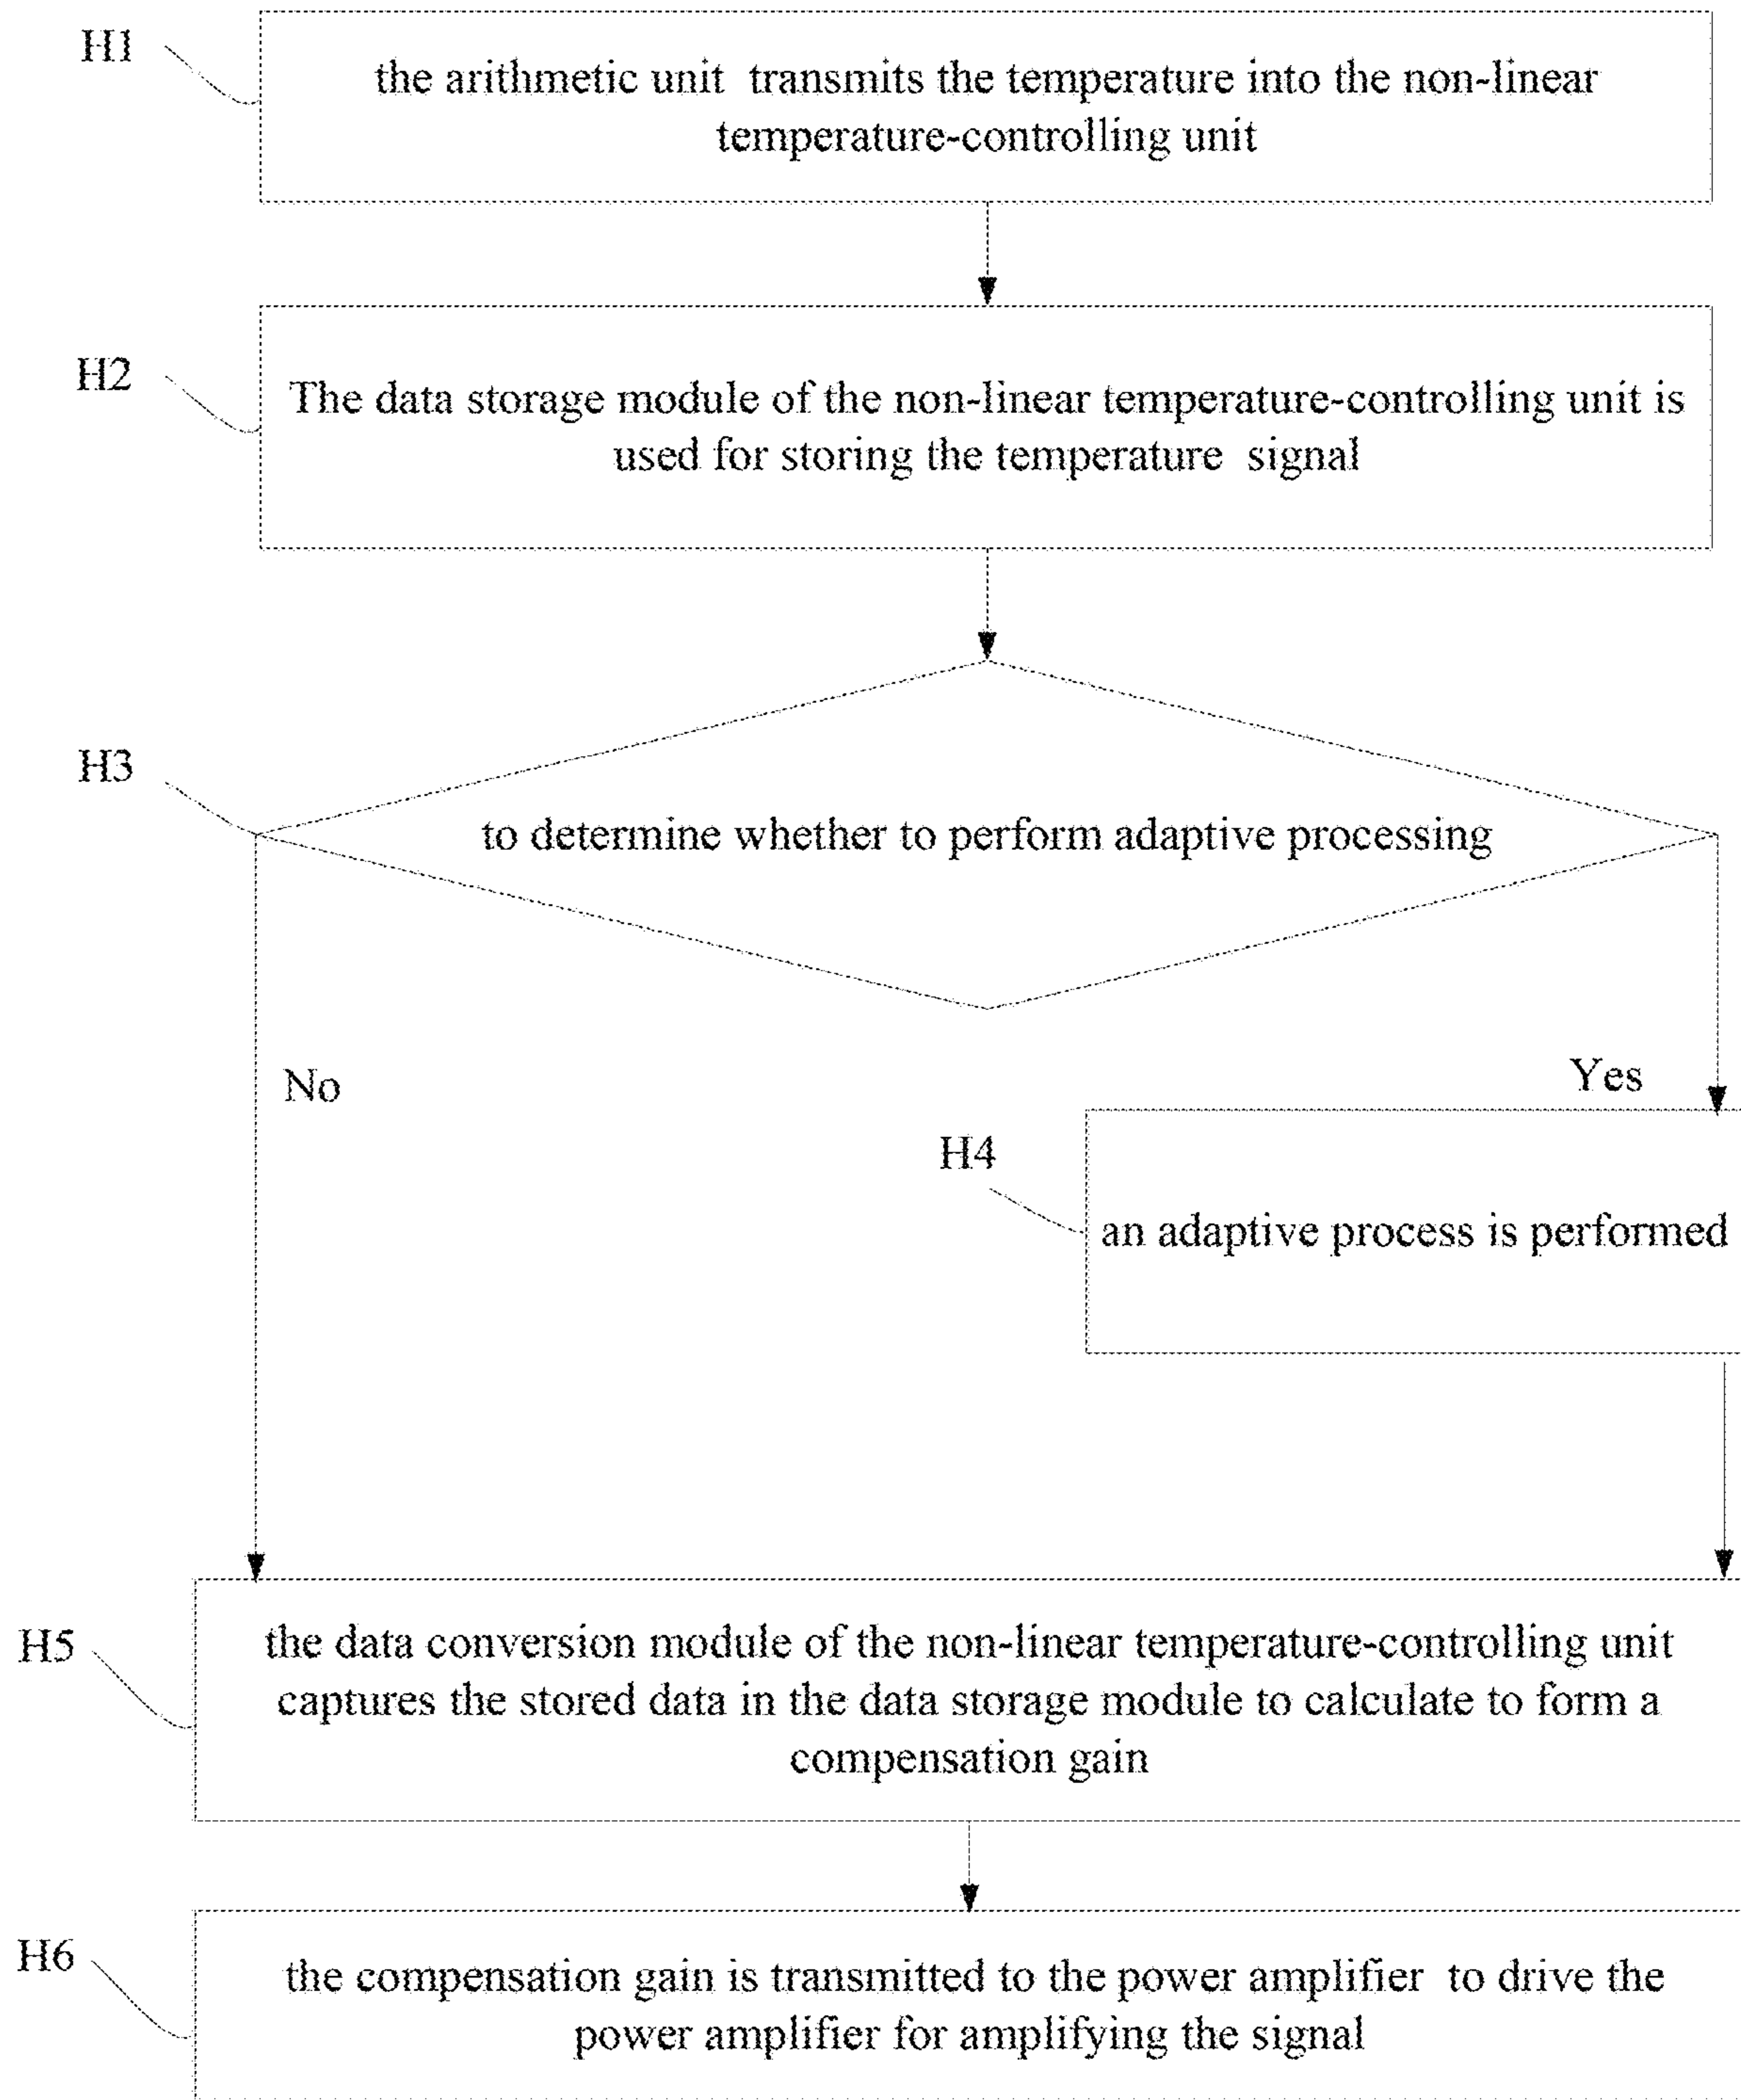 H1
the arithmetic unit transmits the temperature into the non-linear
temperature-controlling unit
H2
The data storage module of the non-linear temperature-controlling unit is
used for storing the temperature signal
H3
to determine whether to perform adaptive processing
No
Yes
H4
an adaptive process is performed
H5
the data conversion module of the non-linear temperature-controlling unit
captures the stored data in the data storage module to calculate to form a
compensation gain
H6
the compensation gain is transmitted to the power amplifier to drive the
power amplifier for amplifying the signal